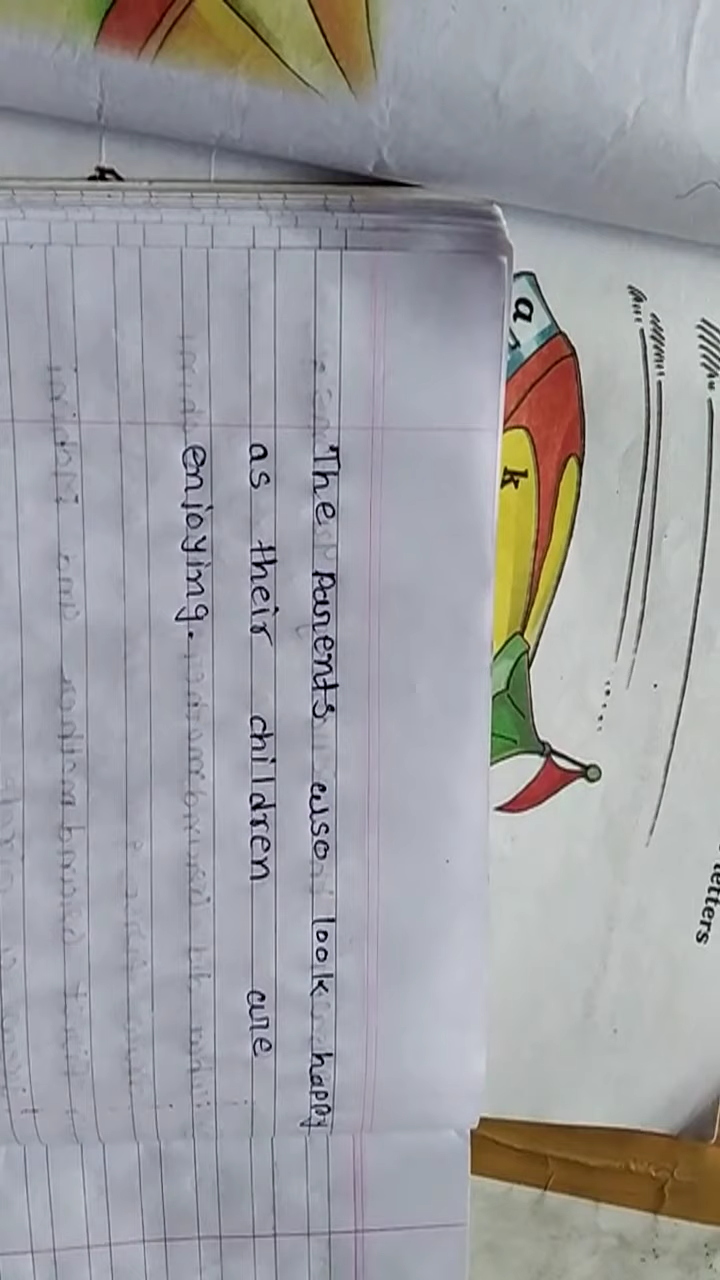 The parents also look happy
as their children are
enjoying.
a
k
letters